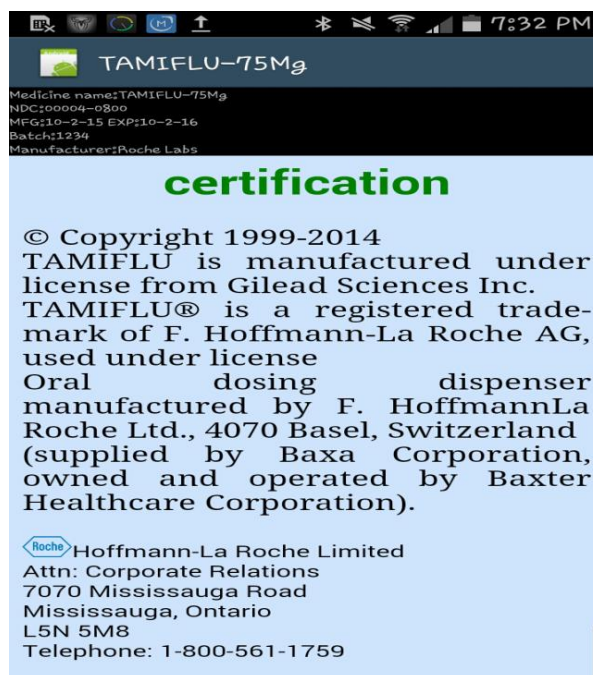 7:32 PM
TAMIFLU-75Mg
Medicine name:TAMIFLU-75Mg
NDC:00004-0800
MFG:10-2-15 EXP:10-2-16
Batch:1234
Manufacturer:Roche Labs
certification
© Copyright 1999-2014
TAMIFLU is manufactured under
license from Gilead Sciences Inc.
TAMIFLU® is a registered trade-
mark of F. Hoffmann-La Roche AG,
used under license
Oral dosing dispenser
manufactured by F. HoffmannLa
Roche Ltd., 4070 Basel, Switzerland
(supplied by Baxa Corporation,
owned and operated by Baxter
Healthcare Corporation).
Roche Hoffmann-La Roche Limited
Attn: Corporate Relations
7070 Mississauga Road
Mississauga, Ontario
L5N 5M8
Telephone: 1-800-561-1759